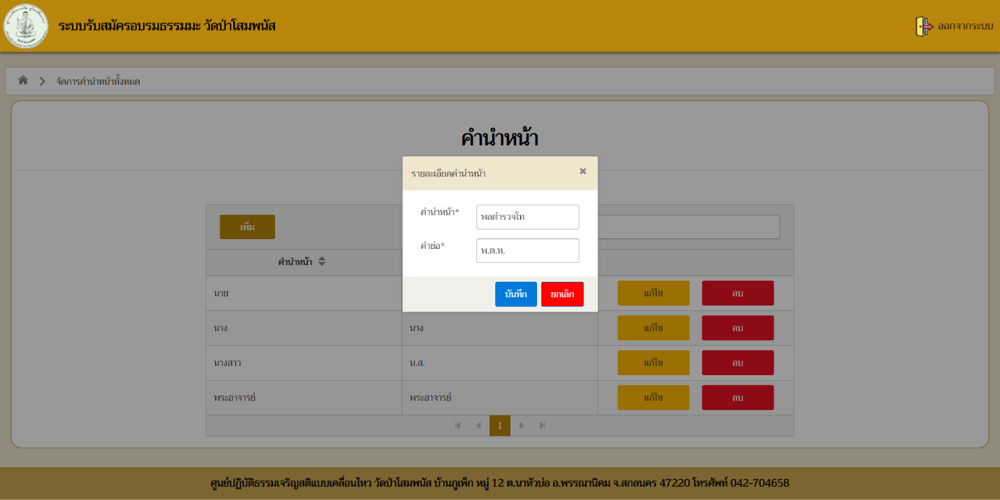 ระบบรับสมัครอบรมธรรมมะ วัดป่าโสมพนัส
ออกจากระบบ
จัดการคำนำหน้าทั้งหมด
คำนำหน้า
รายละเอียดคำนำหน้า
คำนำหน้า* พลตำรวจโท
คำย่อ* พ.ต.ท.
บันทึก ยกเลิก
เพิ่ม
คำนำหน้า
นาย แก้ไข ลบ
นาง นาง แก้ไข ลบ
นางสาว น.ส. แก้ไข ลบ
พระอาจารย์ พระอาจารย์ แก้ไข ลบ
1
ศูนย์ปฏิบัติธรรมเจริญสติแบบเคลื่อนไหว วัดป่าโสมพนัส บ้านภูเพ็ก หมู่ 12 ต.นาหัวบ่อ อ.พรรณานิคม จ.สกลนคร 47220 โทรศัพท์ 042-704658